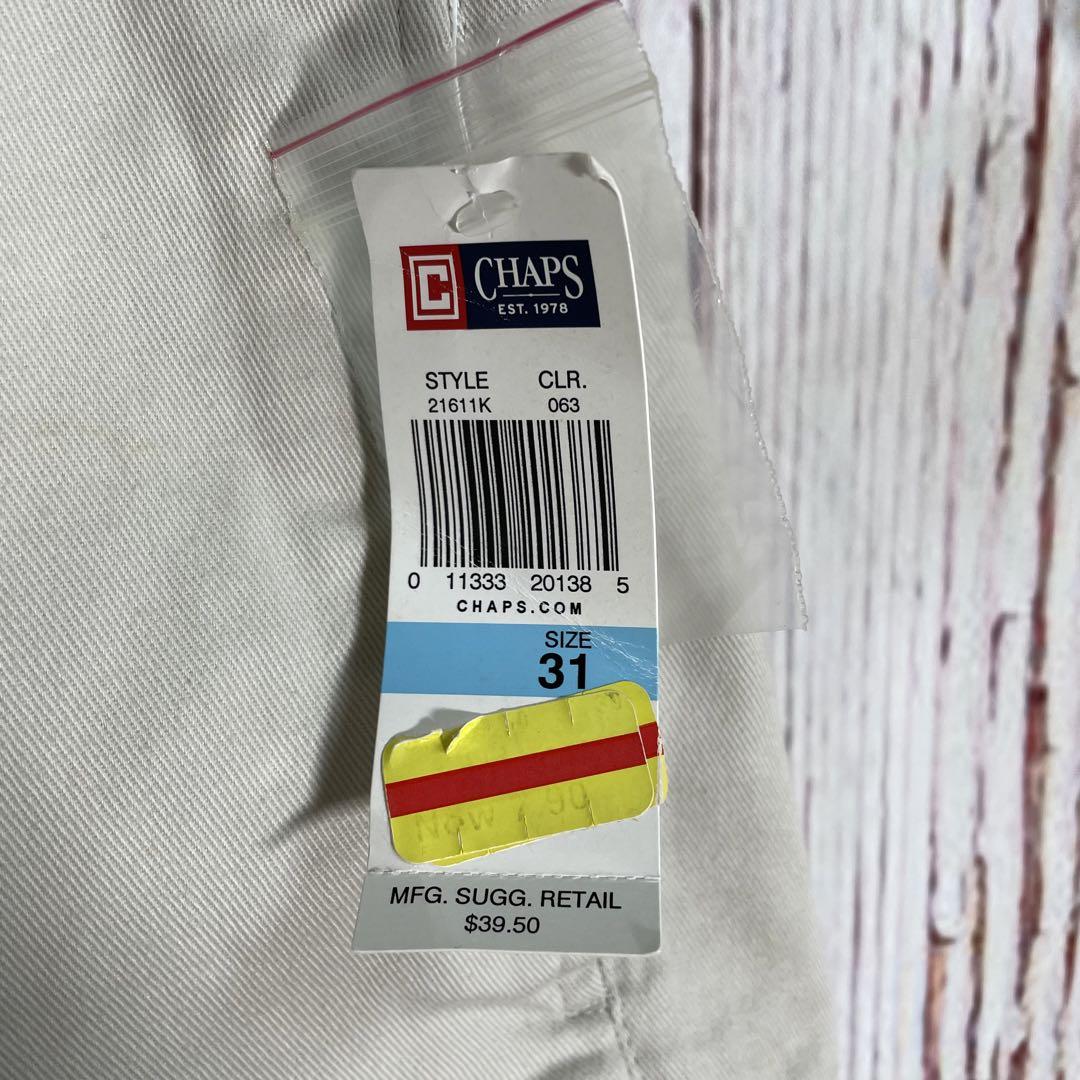 C CHAPS
EST. 1978
STYLE CLR.
21611K 063
0 11333 20138 5
CHAPS.COM
SIZE
31
Now
MFG. SUGG. RETAIL
$39.50